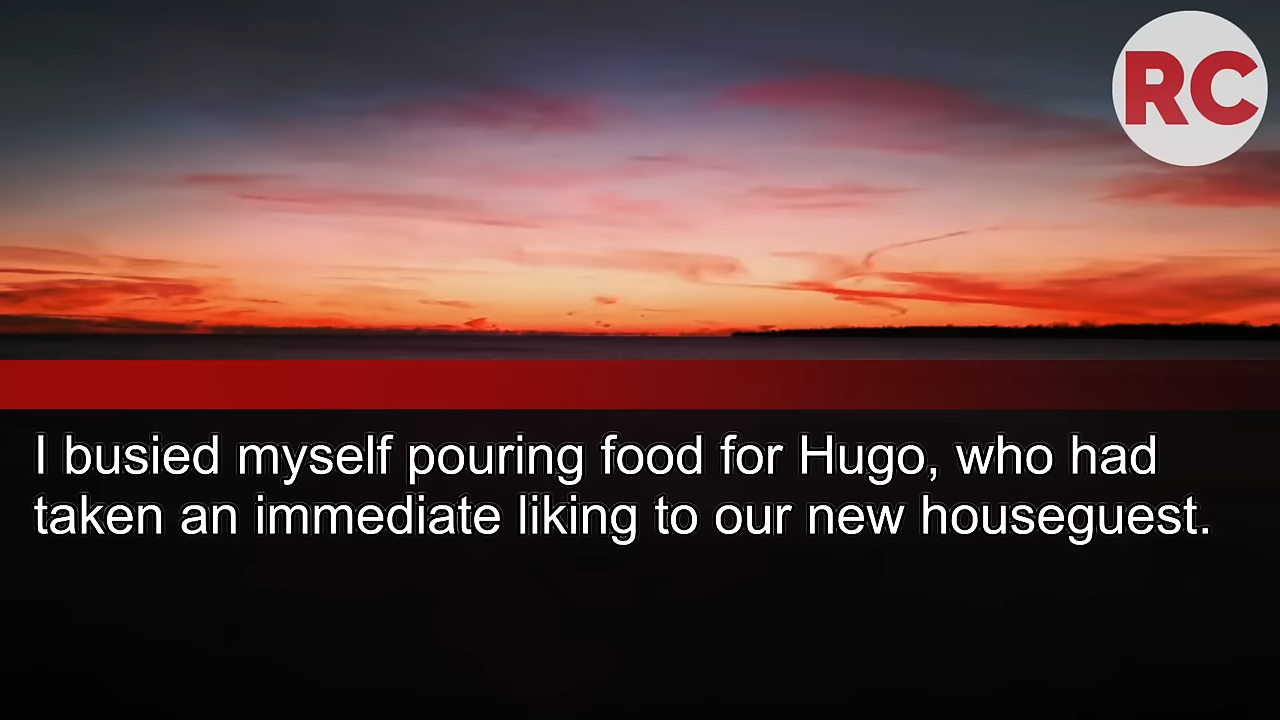 RC
I busied myself pouring food for Hugo, who had
taken an immediate liking to our new houseguest.